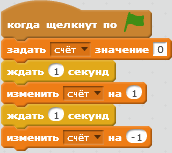 когда щелкнут по
задать счёт значение 0
ждать 1 секунд
изменить счёт на 1
ждать 1 секунд
изменить счёт на -1